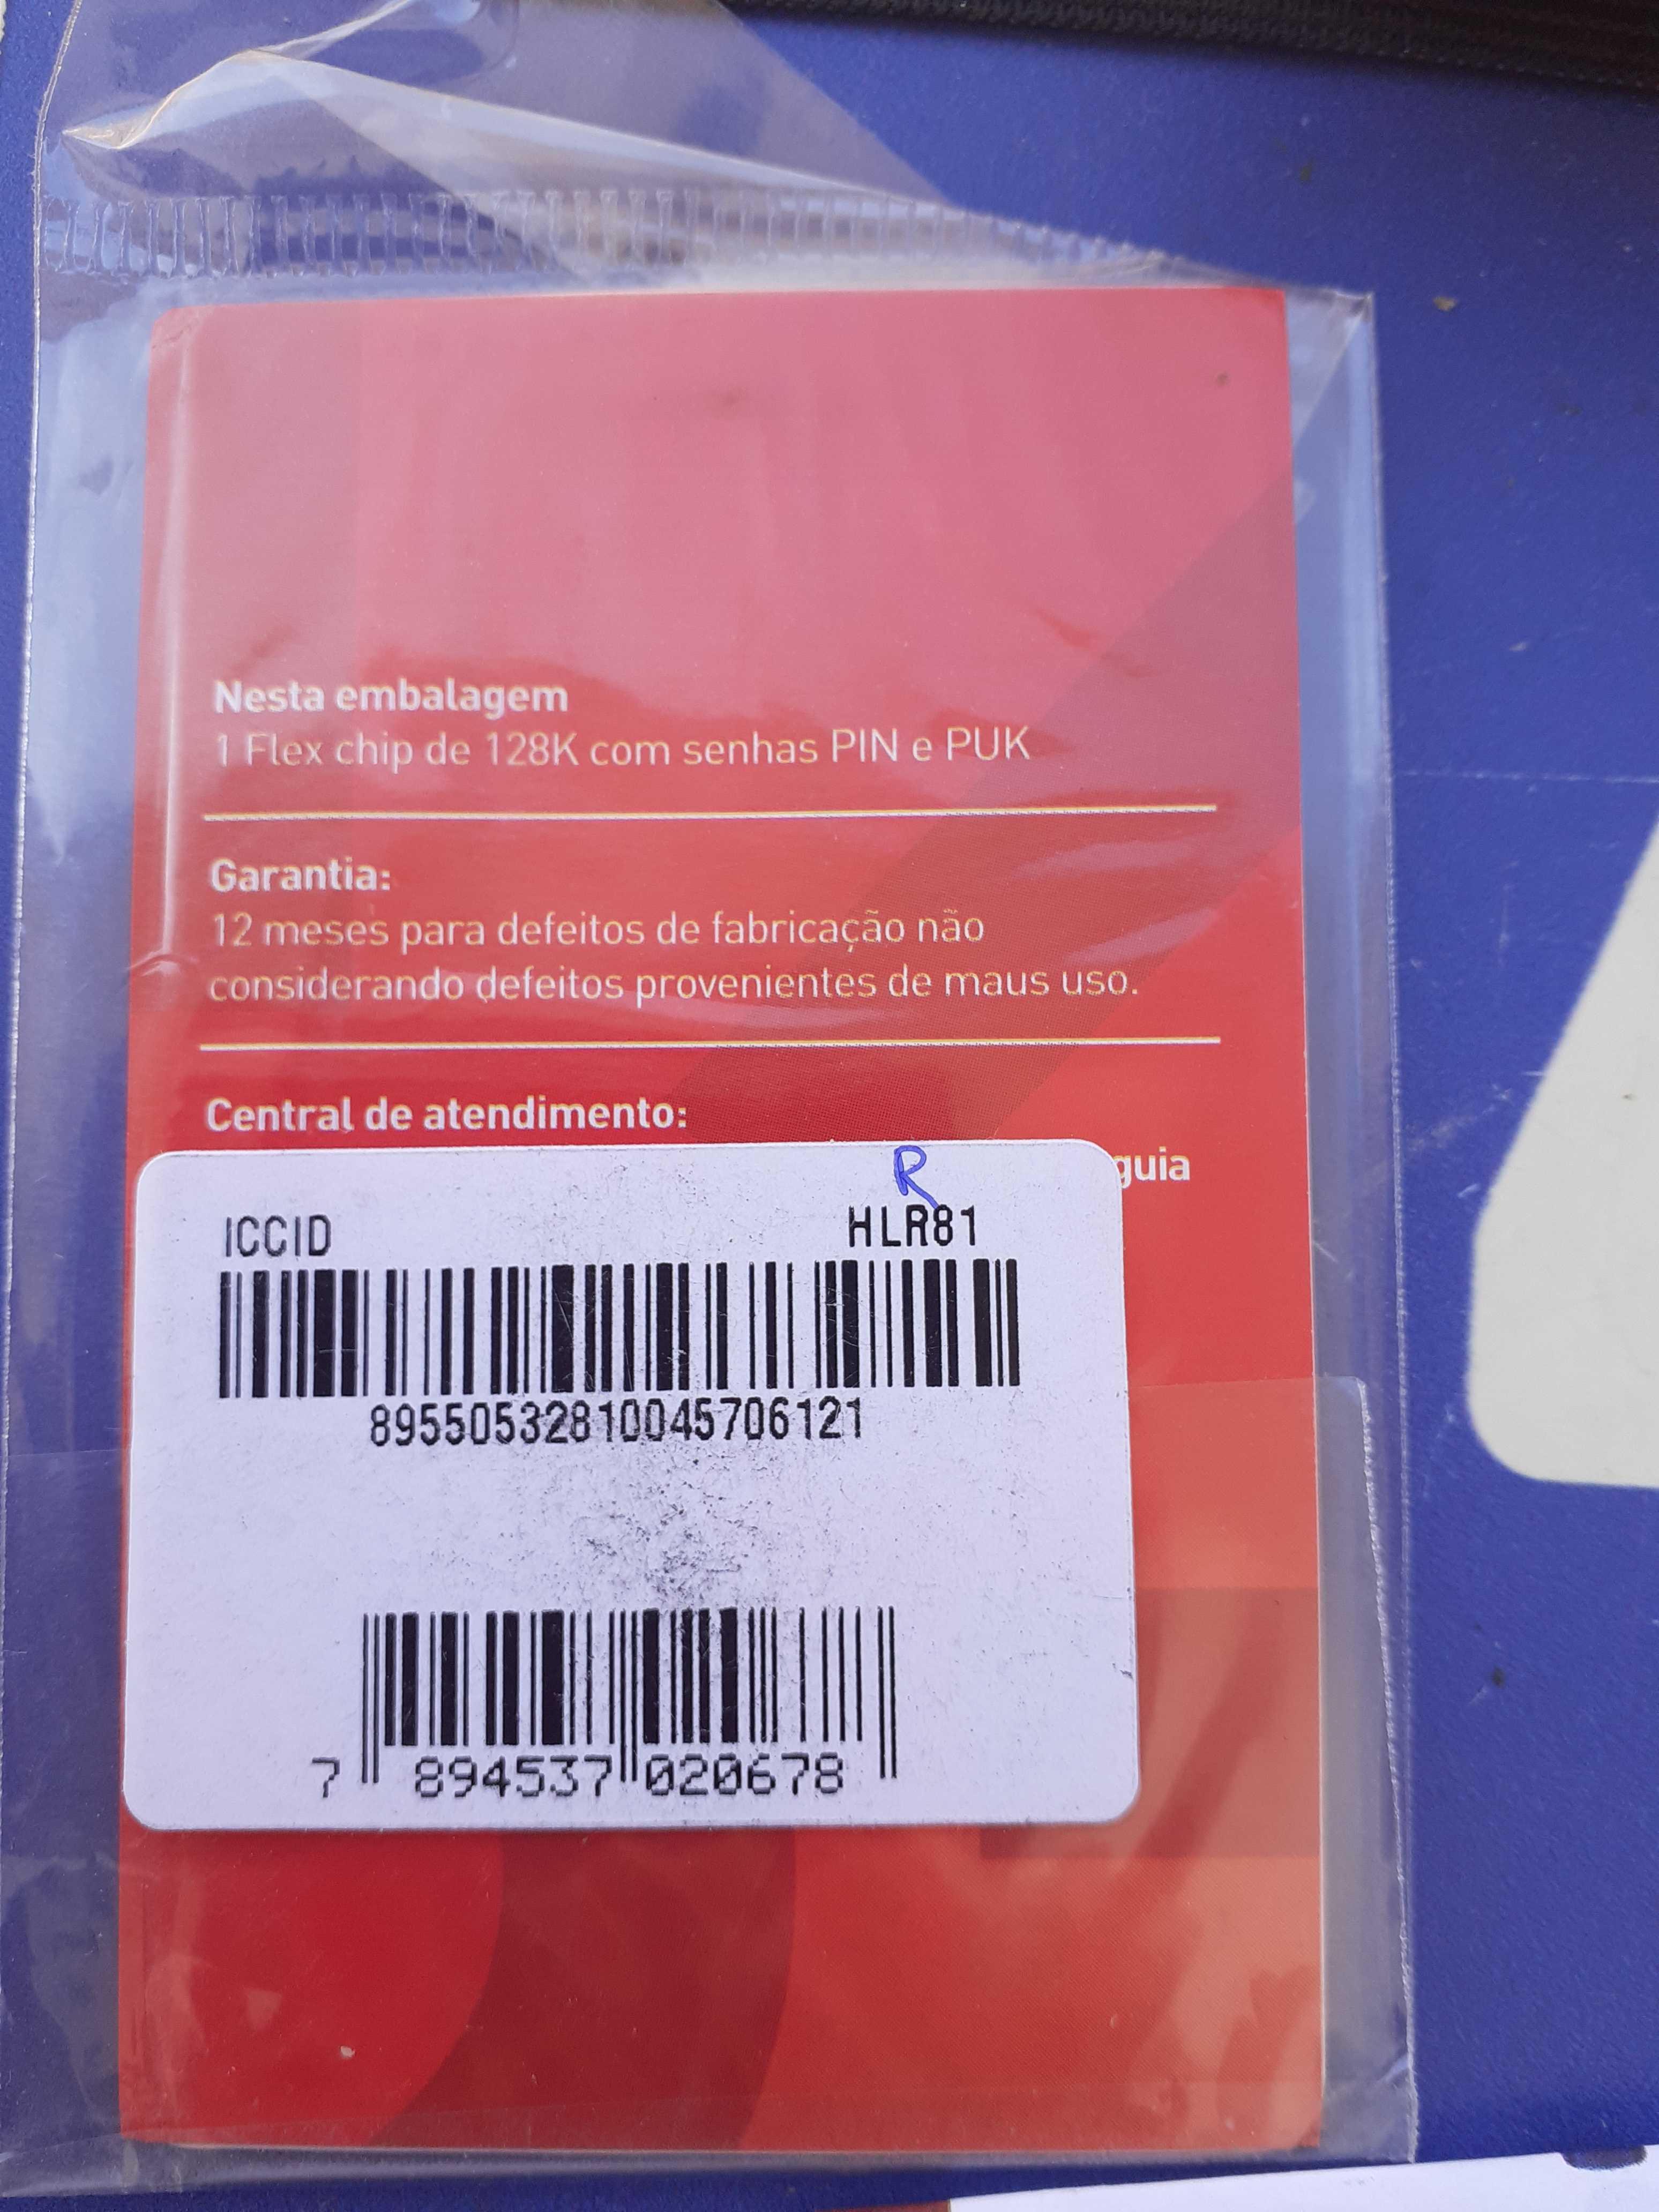 Nesta embalagem
1 Flex chip de 128K com senhas PIN e PUK
Garantia:
12 meses para defeitos de fabricação não
considerando defeitos provenientes de maus uso.
Central de atendimento:
guia
R
ICCID HLR81
89550532810045706121
7 894537 020678